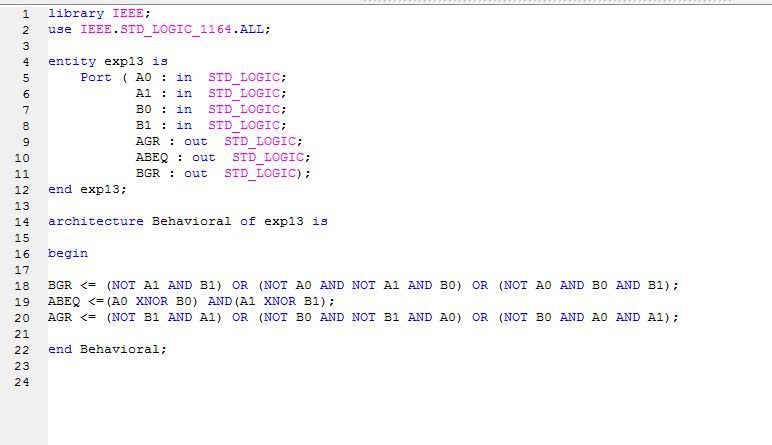 1 library IEEE;
2 use IEEE.STD_LOGIC_1164.ALL;
3
4 entity exp13 is
5     Port ( A0 : in  STD_LOGIC;
6            A1 : in  STD_LOGIC;
7            B0 : in  STD_LOGIC;
8            B1 : in  STD_LOGIC;
9            AGR : out  STD_LOGIC;
10            ABEQ : out  STD_LOGIC;
11            BGR : out  STD_LOGIC);
12 end exp13;
13
14 architecture Behavioral of exp13 is
15
16 begin
17
18 BGR <= (NOT A1 AND B1) OR (NOT A0 AND NOT A1 AND B0) OR (NOT A0 AND B0 AND B1);
19 ABEQ <=(A0 XNOR B0) AND(A1 XNOR B1);
20 AGR <= (NOT B1 AND A1) OR (NOT B0 AND NOT B1 AND A0) OR (NOT B0 AND A0 AND A1);
21
22 end Behavioral;
23
24